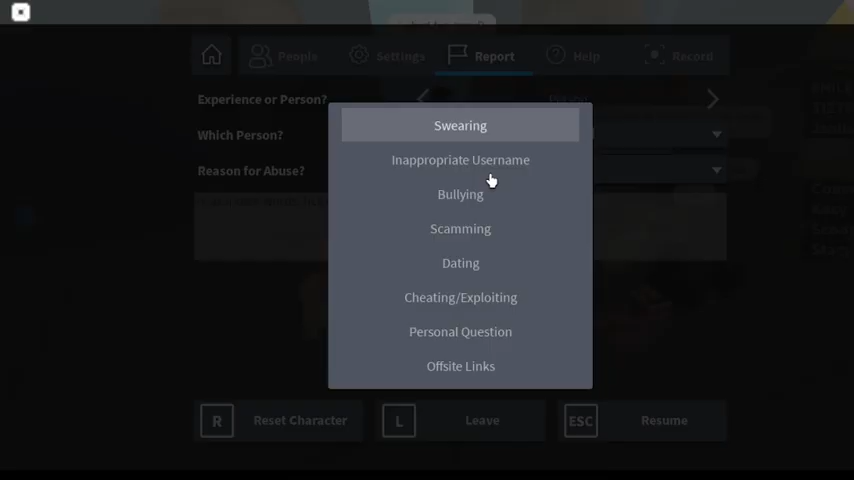 People Settings Report Help Record
Experience or Person?
Swearing
Which Person?
Inappropriate Username
Reason for Abuse?
Bullying
Scamming
Dating
Cheating/Exploiting
Personal Question
Offsite Links
R Reset Character L Leave ESC Resume